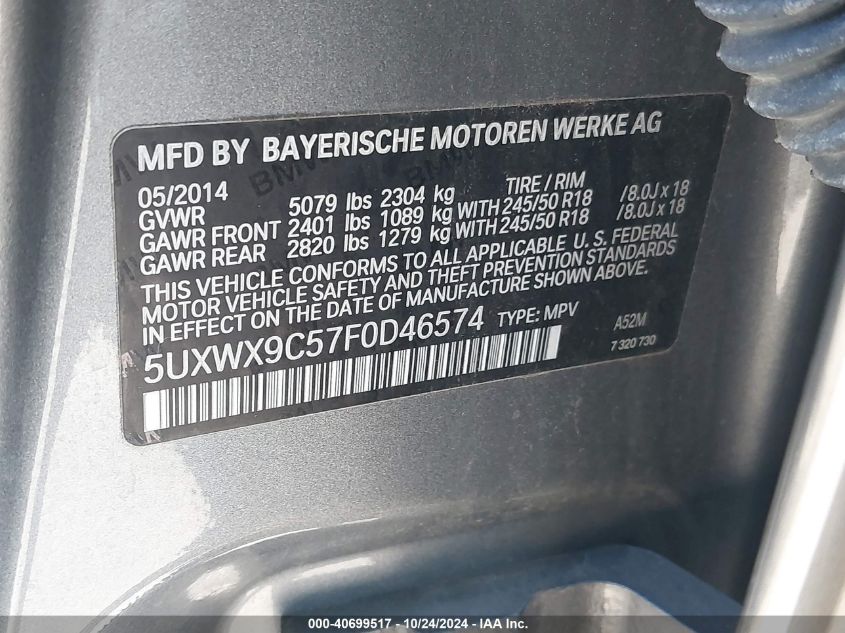 MFD BY BAYERISCHE MOTOREN WERKE AG
05/2014 TIRE / RIM
GVWR 5079 lbs 2304 kg
GAWR FRONT 2401 lbs 1089 kg WITH 245/50 R18 /8.0J x 18
GAWR REAR 2820 lbs 1279 kg WITH 245/50 R18 /8.0J x 18
THIS VEHICLE CONFORMS TO ALL APPLICABLE U. S. FEDERAL
MOTOR VEHICLE SAFETY AND THEFT PREVENTION STANDARDS
IN EFFECT ON THE DATE OF MANUFACTURE SHOWN ABOVE.
5UXWX9C57F0D46574 TYPE: MPV A52M
7 320 730
000-40699517 - 10/24/2024 - IAA Inc.